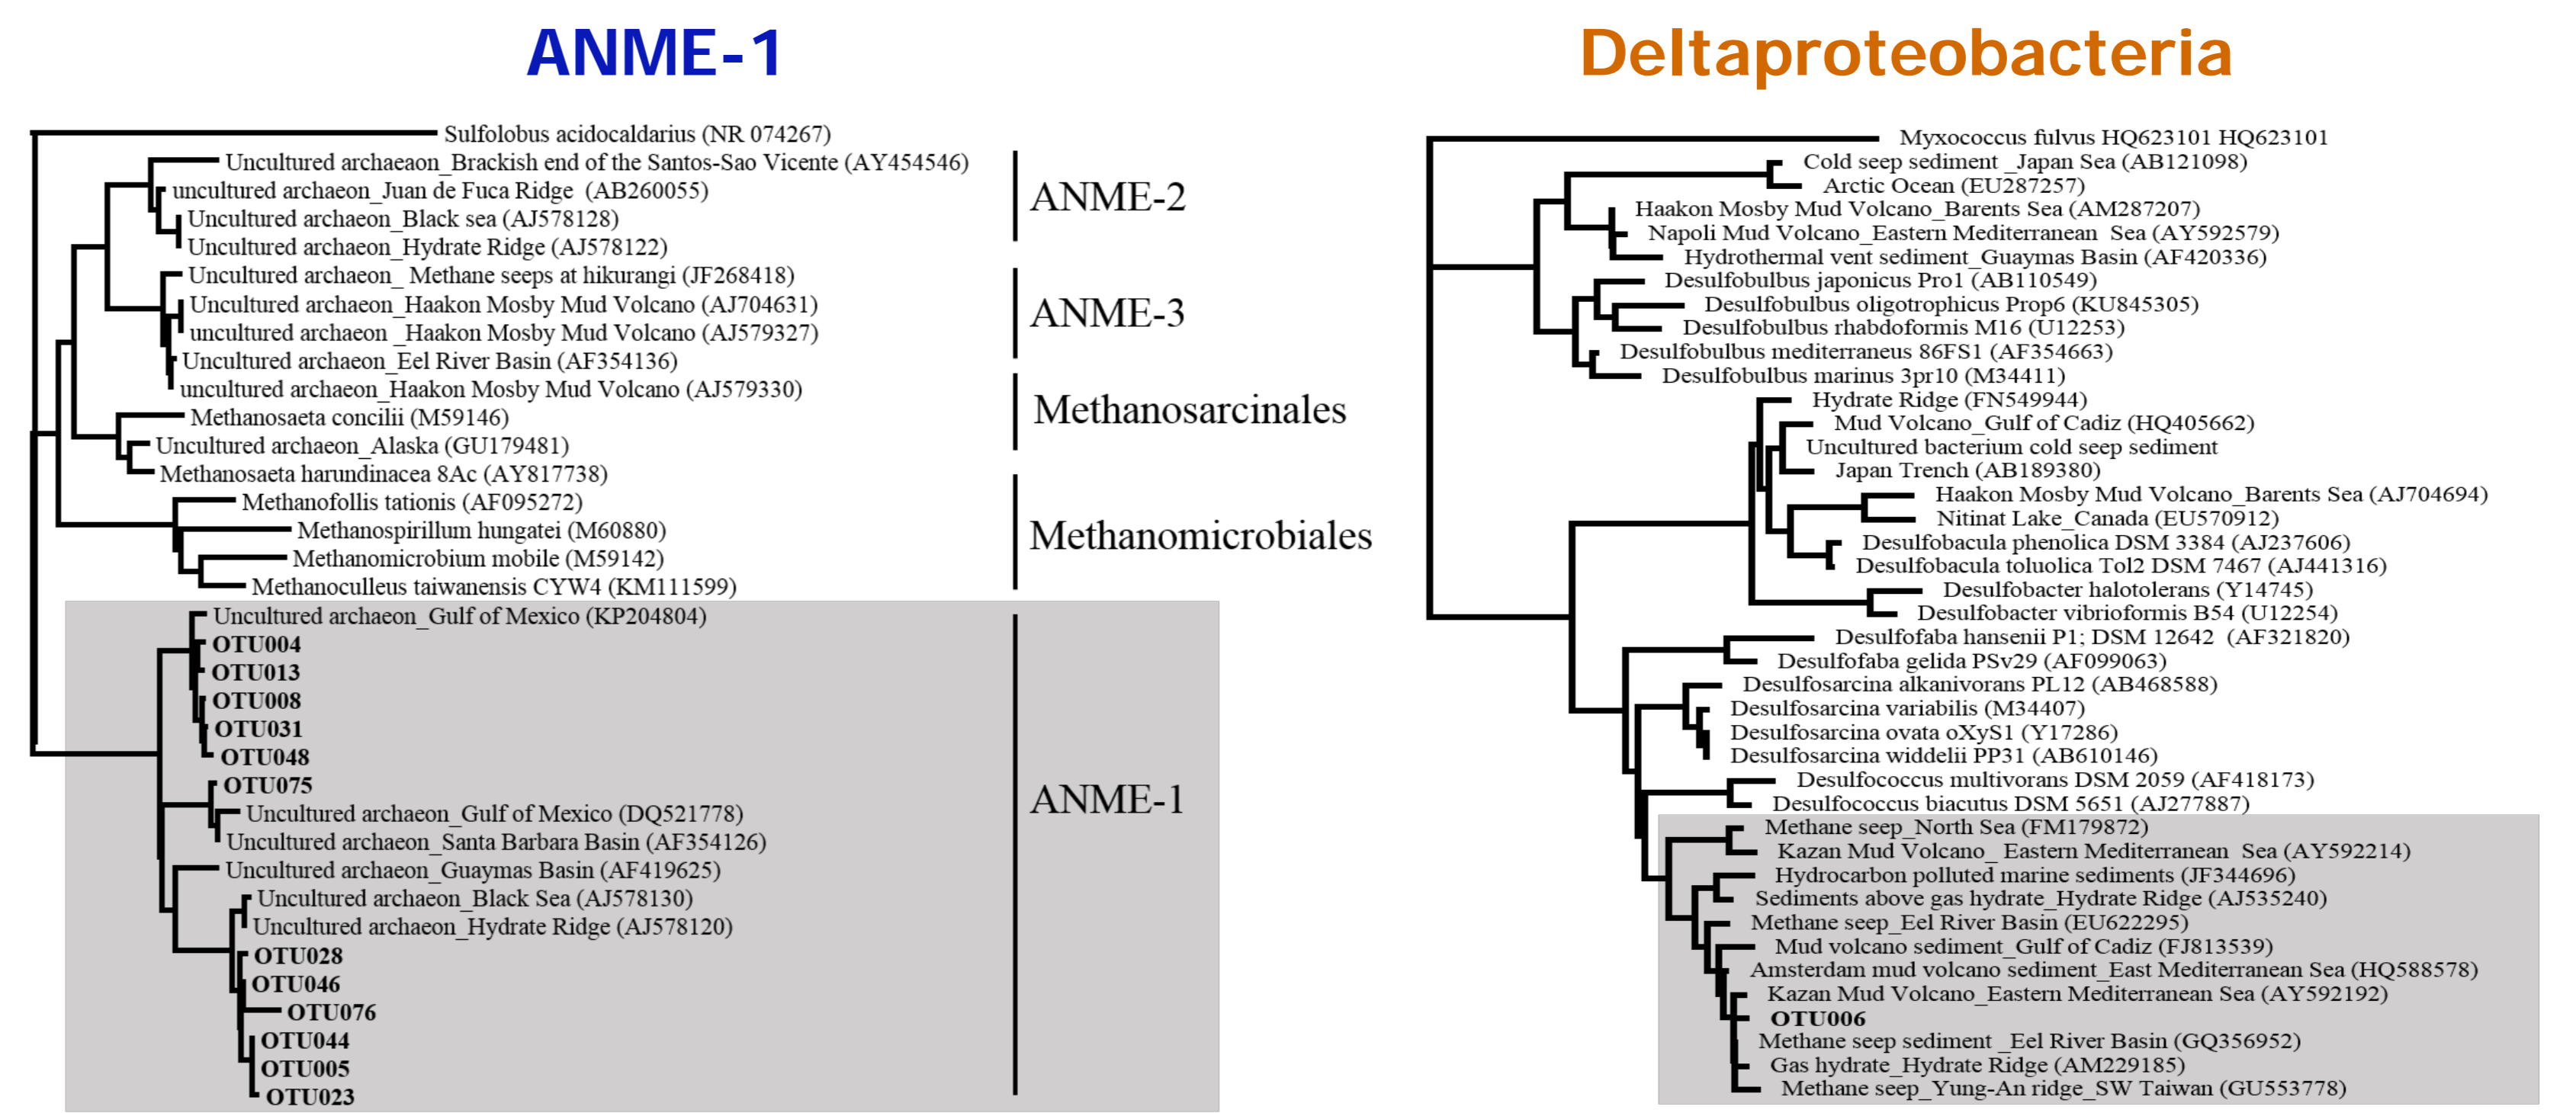 ANME-1
Sulfolobus acidocaldarius (NR 074267)
Uncultured archaeaon_Brackish end of the Santos-Sao Vicente (AY454546)
uncultured archaeon_Juan de Fuca Ridge (AB260055)
Uncultured archaeon_Black sea (AJ578128)
Uncultured archaeon_Hydrate Ridge (AJ578122)
ANME-2
Uncultured archaeon_ Methane seeps at hikurangi (JF268418)
Uncultured archaeon_Haakon Mosby Mud Volcano (AJ704631)
uncultured archaeon_Haakon Mosby Mud Volcano (AJ579327)
Uncultured archaeon_Eel River Basin (AF354136)
uncultured archaeon_Haakon Mosby Mud Volcano (AJ579330)
ANME-3
Methanosaeta concilii (M59146)
Uncultured archaeon_Alaska (GU179481)
Methanosaeta harundinacea 8Ac (AY817738)
Methanosarcinales
Methanofollis tationis (AF095272)
Methanospirillum hungatei (M60880)
Methanomicrobium mobile (M59142)
Methanoculleus taiwanensis CYW4 (KM111599)
Methanomicrobiales
Uncultured archaeon_Gulf of Mexico (KP204804)
OTU004
OTU013
OTU008
OTU031
OTU048
OTU075
Uncultured archaeon_Gulf of Mexico (DQ521778)
Uncultured archaeon_Santa Barbara Basin (AF354126)
Uncultured archaeon_Guaymas Basin (AF419625)
Uncultured archaeon_Black Sea (AJ578130)
Uncultured archaeon_Hydrate Ridge (AJ578120)
OTU028
OTU046
OTU076
OTU044
OTU005
OTU023
ANME-1
Deltaproteobacteria
Myxococcus fulvus HQ623101 HQ623101
Cold seep sediment _Japan Sea (AB121098)
Arctic Ocean (EU287257)
Haakon Mosby Mud Volcano_Barents Sea (AM287207)
Napoli Mud Volcano_Eastern Mediterranean Sea (AY592579)
Hydrothermal vent sediment_Guaymas Basin (AF420336)
Desulfobulbus japonicus Pro1 (AB110549)
Desulfobulbus oligotrophicus Prop6 (KU845305)
Desulfobulbus rhabdoformis M16 (U12253)
Desulfobulbus mediterraneus 86FS1 (AF354663)
Desulfobulbus marinus 3pr10 (M34411)
Hydrate Ridge (FN549944)
Mud Volcano_Gulf of Cadiz (HQ405662)
Uncultured bacterium cold seep sediment
Japan Trench (AB189380)
Haakon Mosby Mud Volcano_Barents Sea (AJ704694)
Nitinat Lake_Canada (EU570912)
Desulfobacula phenolica DSM 3384 (AJ237606)
Desulfobacula toluolica Tol2 DSM 7467 (AJ441316)
Desulfobacter halotolerans (Y14745)
Desulfobacter vibrioformis B54 (U12254)
Desulfofaba hansenii P1; DSM 12642 (AF321820)
Desulfofaba gelida PSv29 (AF099063)
Desulfosarcina alkanivorans PL12 (AB468588)
Desulfosarcina variabilis (M34407)
Desulfosarcina ovata oXyS1 (Y17286)
Desulfosarcina widdelii PP31 (AB610146)
Desulfococcus multivorans DSM 2059 (AF418173)
Desulfococcus biacutus DSM 5651 (AJ277887)
Methane seep_North Sea (FM179872)
Kazan Mud Volcano_ Eastern Mediterranean Sea (AY592214)
Hydrocarbon polluted marine sediments (JF344696)
Sediments above gas hydrate_Hydrate Ridge (AJ535240)
Methane seep_Eel River Basin (EU622295)
Mud volcano sediment_Gulf of Cadiz (FJ813539)
Amsterdam mud volcano sediment_East Mediterranean Sea (HQ588578)
Kazan Mud Volcano_Eastern Mediterranean Sea (AY592192)
OTU006
Methane seep sediment _Eel River Basin (GQ356952)
Gas hydrate_Hydrate Ridge (AM229185)
Methane seep_Yung-An ridge_SW Taiwan (GU553778)